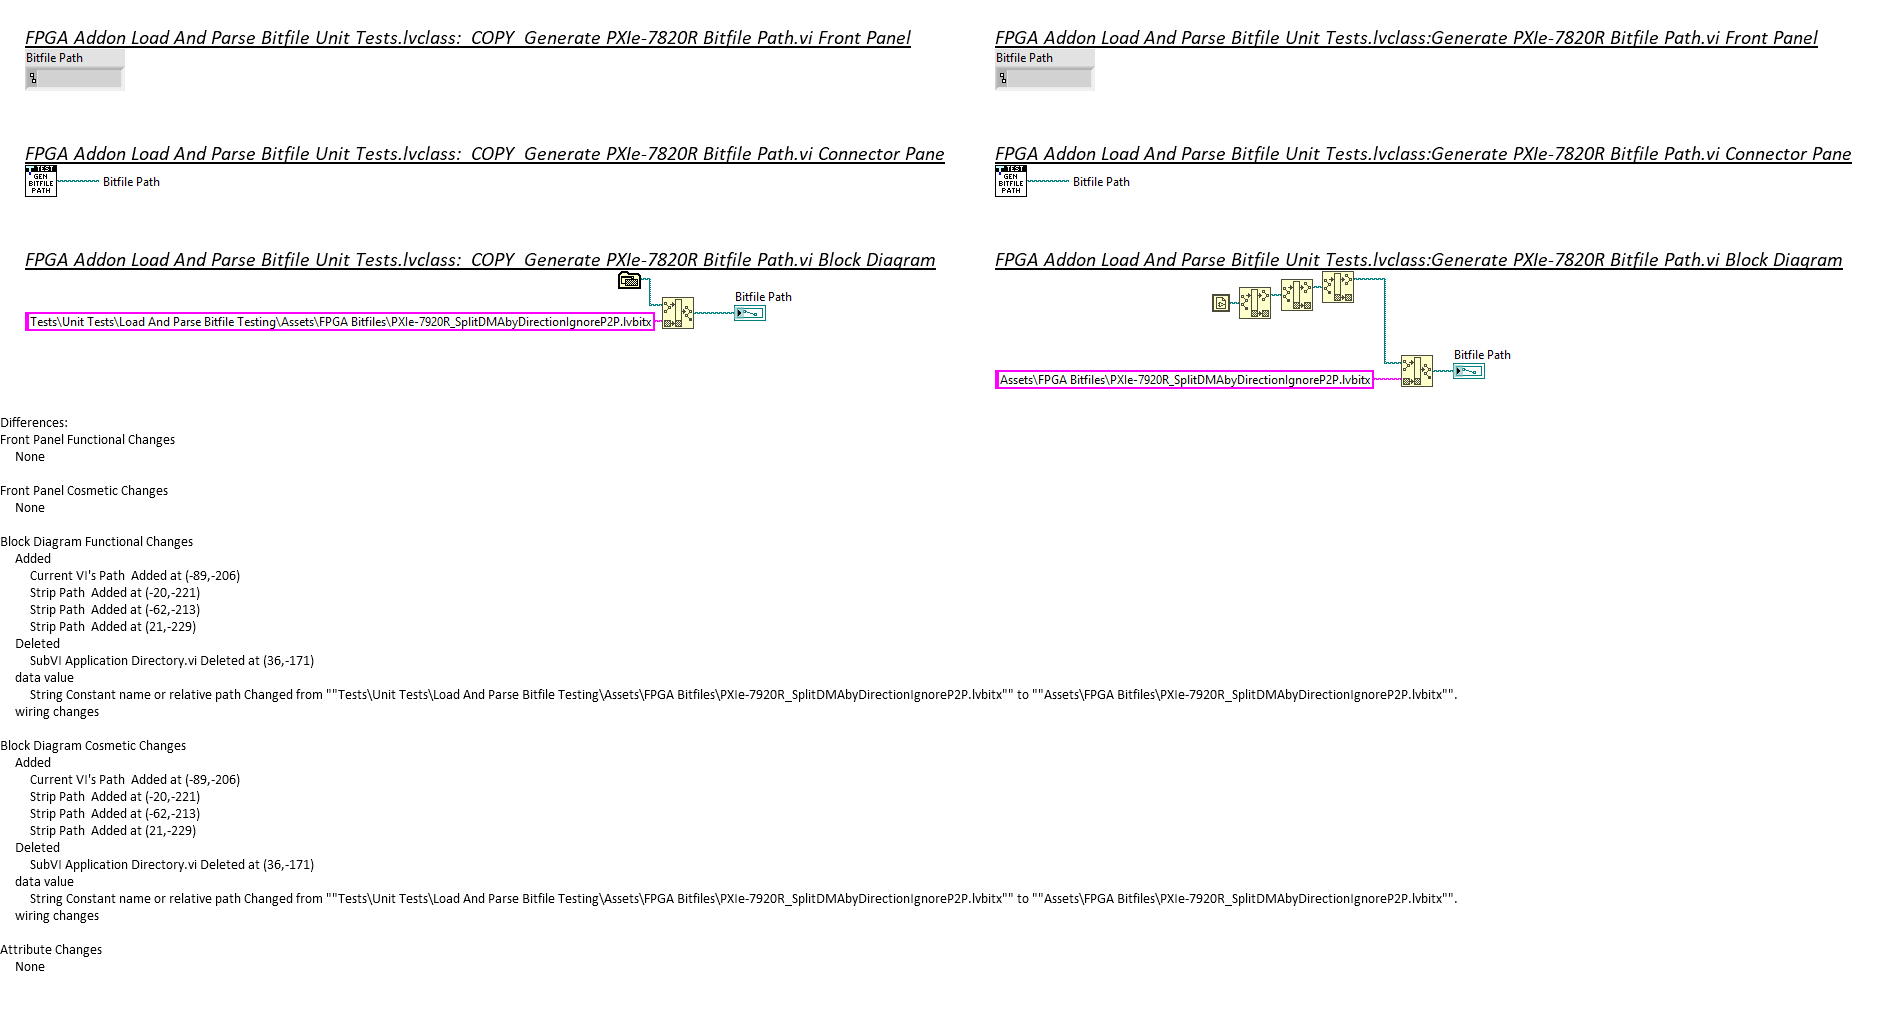 FPGA Addon Load And Parse Bitfile Unit Tests.lvclass:  COPY  Generate PXIe-7820R Bitfile Path.vi Front Panel
Bitfile Path
FPGA Addon Load And Parse Bitfile Unit Tests.lvclass:  COPY  Generate PXIe-7820R Bitfile Path.vi Connector Pane
TEST
GEN
BITFILE
PATH
Bitfile Path
FPGA Addon Load And Parse Bitfile Unit Tests.lvclass:  COPY  Generate PXIe-7820R Bitfile Path.vi Block Diagram
Bitfile Path
Tests\Unit Tests\Load And Parse Bitfile Testing\Assets\FPGA Bitfiles\PXIe-7920R_SplitDMAbyDirectionIgnoreP2P.lvbitx
FPGA Addon Load And Parse Bitfile Unit Tests.lvclass:Generate PXIe-7820R Bitfile Path.vi Front Panel
Bitfile Path
FPGA Addon Load And Parse Bitfile Unit Tests.lvclass:Generate PXIe-7820R Bitfile Path.vi Connector Pane
TEST
GEN
BITFILE
PATH
Bitfile Path
FPGA Addon Load And Parse Bitfile Unit Tests.lvclass:Generate PXIe-7820R Bitfile Path.vi Block Diagram
Bitfile Path
Assets\FPGA Bitfiles\PXIe-7920R_SplitDMAbyDirectionIgnoreP2P.lvbitx
Differences:
Front Panel Functional Changes
None
Front Panel Cosmetic Changes
None
Block Diagram Functional Changes
Added
Current VI's Path  Added at (-89,-206)
Strip Path  Added at (-20,-221)
Strip Path  Added at (-62,-213)
Strip Path  Added at (21,-229)
Deleted
SubVI Application Directory.vi Deleted at (36,-171)
data value
String Constant name or relative path Changed from ""Tests\Unit Tests\Load And Parse Bitfile Testing\Assets\FPGA Bitfiles\PXIe-7920R_SplitDMAbyDirectionIgnoreP2P.lvbitx"" to ""Assets\FPGA Bitfiles\PXIe-7920R_SplitDMAbyDirectionIgnoreP2P.lvbitx"".
wiring changes
Block Diagram Cosmetic Changes
Added
Current VI's Path  Added at (-89,-206)
Strip Path  Added at (-20,-221)
Strip Path  Added at (-62,-213)
Strip Path  Added at (21,-229)
Deleted
SubVI Application Directory.vi Deleted at (36,-171)
data value
String Constant name or relative path Changed from ""Tests\Unit Tests\Load And Parse Bitfile Testing\Assets\FPGA Bitfiles\PXIe-7920R_SplitDMAbyDirectionIgnoreP2P.lvbitx"" to ""Assets\FPGA Bitfiles\PXIe-7920R_SplitDMAbyDirectionIgnoreP2P.lvbitx"".
wiring changes
Attribute Changes
None